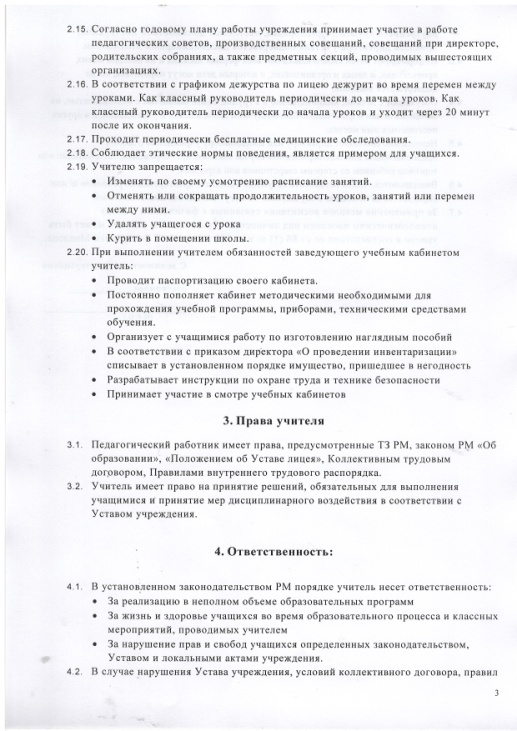 2.15. Согласно годовому плану работы учреждения принимает участие в работе
педагогических советов, производственных совещаний, совещаний при директоре,
родительских собраниях, а также предметных секций, проводимых вышестоящих
организациях.
2.16. В соответствии с графиком дежурства по лицею дежурит во время перемен между
уроками. Как классный руководитель периодически до начала уроков. Как
классный руководитель периодически до начала уроков и уходит через 20 минут
после их окончания.
2.17. Проходит периодически бесплатные медицинские обследования.
2.18. Соблюдает этические нормы поведения, является примером для учащихся.
2.19. Учителю запрещается:
• Изменять по своему усмотрению расписание занятий.
• Отменять или сокращать продолжительность уроков, занятий или перемен
между ними.
• Удалять учащегося с урока
• Курить в помещении школы.
2.20. При выполнении учителем обязанностей заведующего учебным кабинетом
учитель:
• Проводит паспортизацию своего кабинета.
• Постоянно пополняет кабинет методическими необходимыми для
прохождения учебной программы, приборами, техническими средствами
обучения.
• Организует с учащимися работу по изготовлению наглядных пособий
• В соответствии с приказом директора «О проведении инвентаризации»
списывает в установленном порядке имущество, пришедшее в негодность
• Разрабатывает инструкции по охране труда и технике безопасности
• Принимает участие в смотре учебных кабинетов
3. Права учителя
3.1. Педагогический работник имеет права, предусмотренные ТЗ РМ, законом РМ «Об
образовании», «Положением об Уставе лицея», Коллективным трудовым
договором, Правилами внутреннего трудового распорядка.
3.2. Учитель имеет право на принятие решений, обязательных для выполнения
учащимися и принятие мер дисциплинарного воздействия в соответствии с
Уставом учреждения.
4. Ответственность:
4.1. В установленном законодательством РМ порядке учитель несет ответственность:
• За реализацию в неполном объеме образовательных программ
• За жизнь и здоровье учащихся во время образовательного процесса и классных
мероприятий, проводимых учителем
• За нарушение прав и свобод учащихся определенных законодательством,
Уставом и локальными актами учреждения.
4.2. В случае нарушения Устава учреждения, условий коллективного договора, правил
3